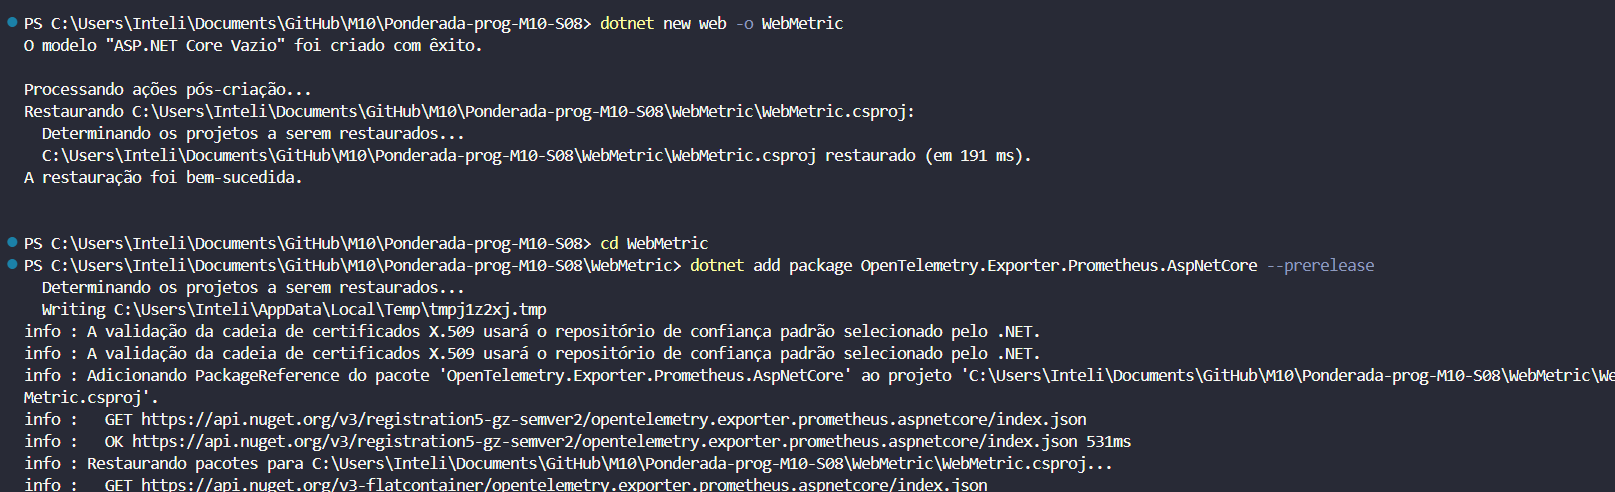 PS C:\Users\Inteli\Documents\GitHub\M10\Ponderada-prog-M10-S08> dotnet new web -o WebMetric
O modelo "ASP.NET Core Vazio" foi criado com êxito.
Processando ações pós-criação...
Restaurando C:\Users\Inteli\Documents\GitHub\M10\Ponderada-prog-M10-S08\WebMetric\WebMetric.csproj:
Determinando os projetos a serem restaurados...
C:\Users\Inteli\Documents\GitHub\M10\Ponderada-prog-M10-S08\WebMetric\WebMetric.csproj restaurado (em 191 ms).
A restauração foi bem-sucedida.
PS C:\Users\Inteli\Documents\GitHub\M10\Ponderada-prog-M10-S08> cd WebMetric
PS C:\Users\Inteli\Documents\GitHub\M10\Ponderada-prog-M10-S08\WebMetric> dotnet add package OpenTelemetry.Exporter.Prometheus.AspNetCore --prerelease
Determinando os projetos a serem restaurados...
Writing C:\Users\Inteli\AppData\Local\Temp\tmpj1z2xj.tmp
info : A validação da cadeia de certificados X.509 usará o repositório de confiança padrão selecionado pelo .NET.
info : A validação da cadeia de certificados X.509 usará o repositório de confiança padrão selecionado pelo .NET.
info : Adicionando PackageReference do pacote 'OpenTelemetry.Exporter.Prometheus.AspNetCore' ao projeto 'C:\Users\Inteli\Documents\GitHub\M10\Ponderada-prog-M10-S08\WebMetric\We
Metric.csproj'.
info :   GET https://api.nuget.org/v3/registration5-gz-semver2/opentelemetry.exporter.prometheus.aspnetcore/index.json
info :   OK https://api.nuget.org/v3/registration5-gz-semver2/opentelemetry.exporter.prometheus.aspnetcore/index.json 531ms
info : Restaurando pacotes para C:\Users\Inteli\Documents\GitHub\M10\Ponderada-prog-M10-S08\WebMetric\WebMetric.csproj...
info :   GET https://api.nuget.org/v3-flatcontainer/opentelemetry.exporter.prometheus.aspnetcore/index.json